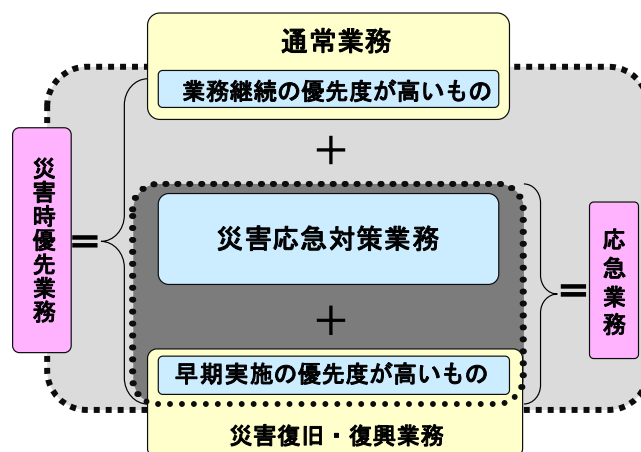 通常業務
業務継続の優先度が高いもの
+
災害時優先業務
=
災害応急対策業務
=
応急業務
+
早期実施の優先度が高いもの
災害復旧・復興業務